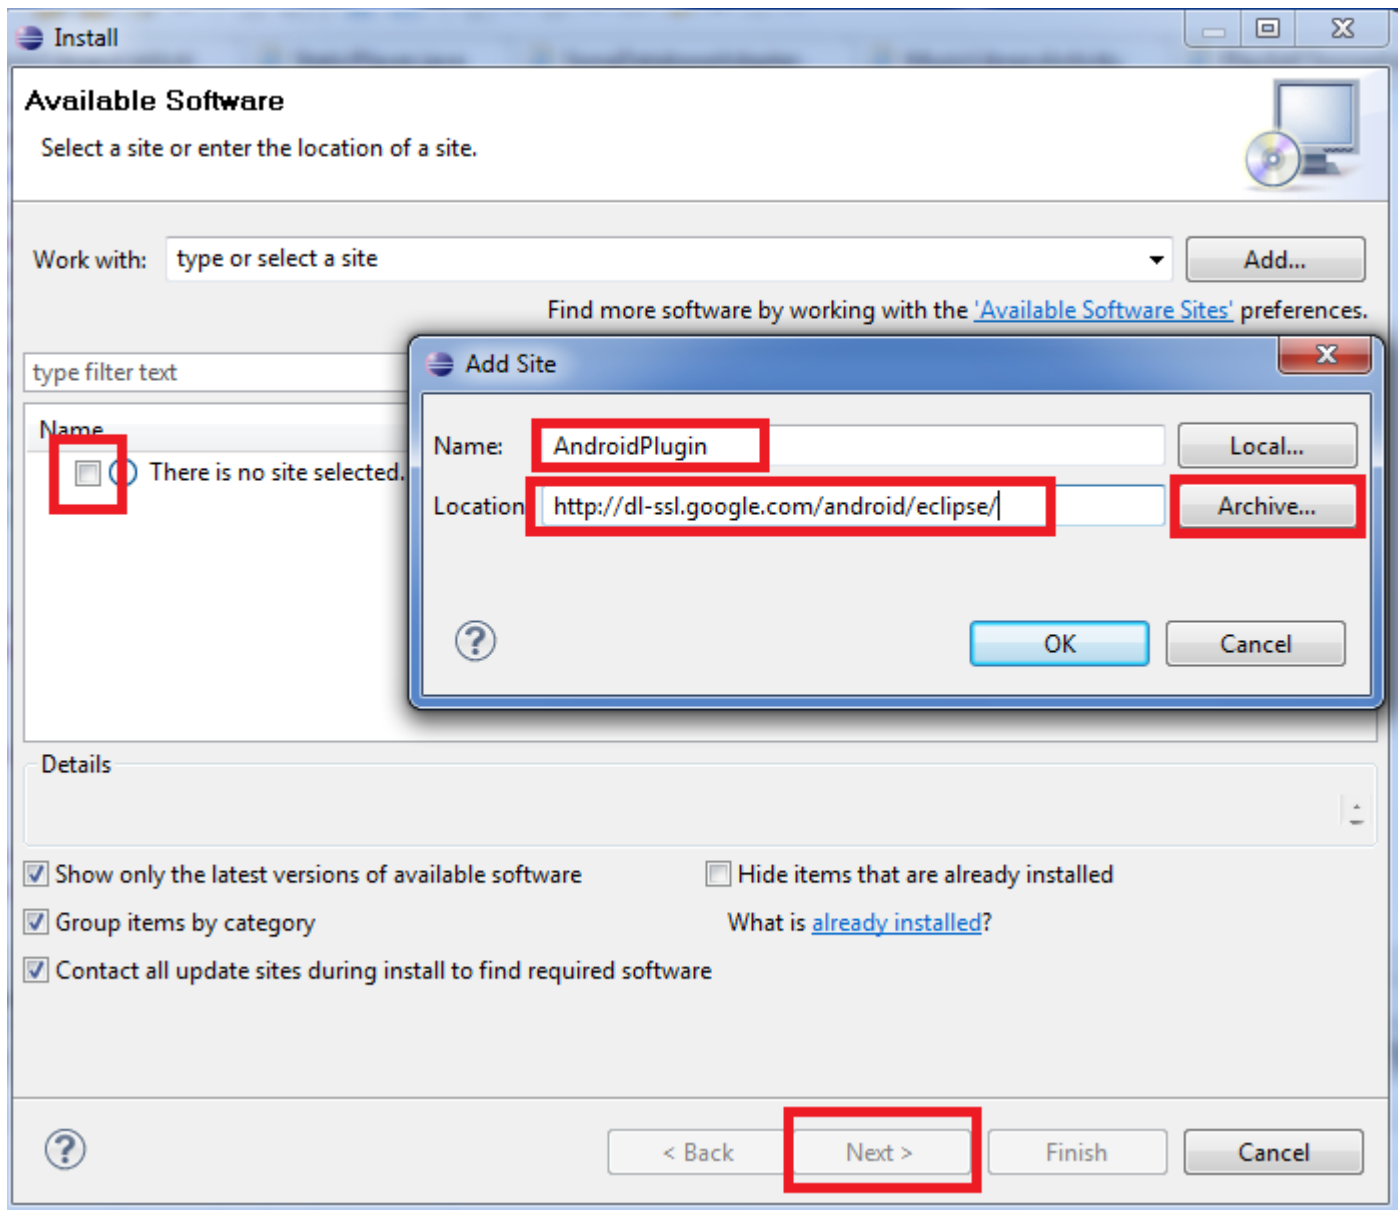 Install
Available Software
Select a site or enter the location of a site.
Work with: type or select a site Add...
Find more software by working with the 'Available Software Sites' preferences.
type filter text
Name
There is no site selected.
Add Site
Name: AndroidPlugin Local...
Location http://dl-ssl.google.com/android/eclipse/ Archive...
? OK Cancel
Details
Show only the latest versions of available software Hide items that are already installed
Group items by category What is already installed?
Contact all update sites during install to find required software
? < Back Next > Finish Cancel